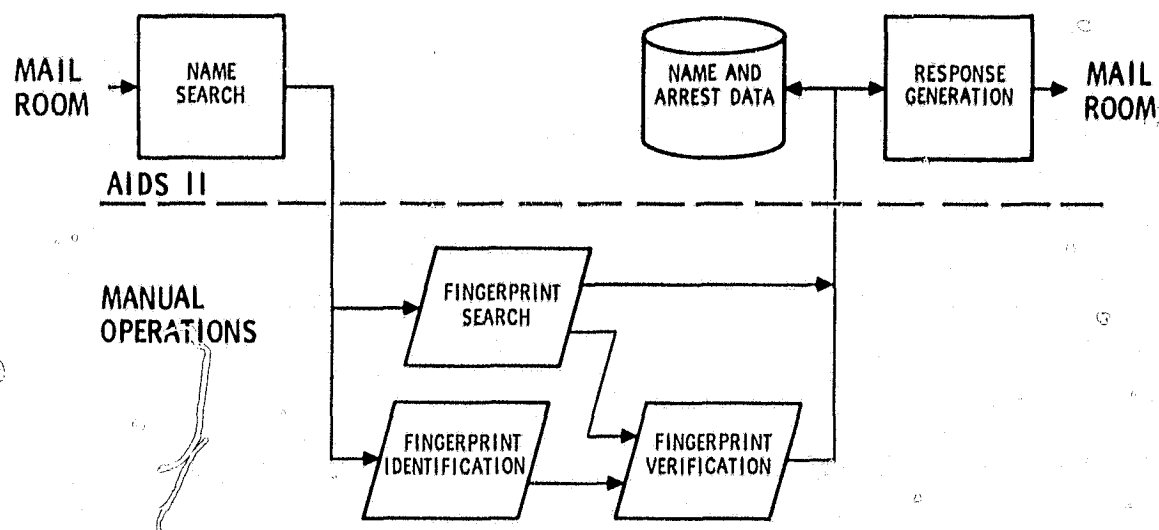 MAIL
ROOM
NAME
SEARCH
NAME AND
ARREST DATA
RESPONSE
GENERATION
MAIL
ROOM
AIDS II
MANUAL
OPERATIONS
FINGERPRINT
SEARCH
FINGERPRINT
IDENTIFICATION
FINGERPRINT
VERIFICATION